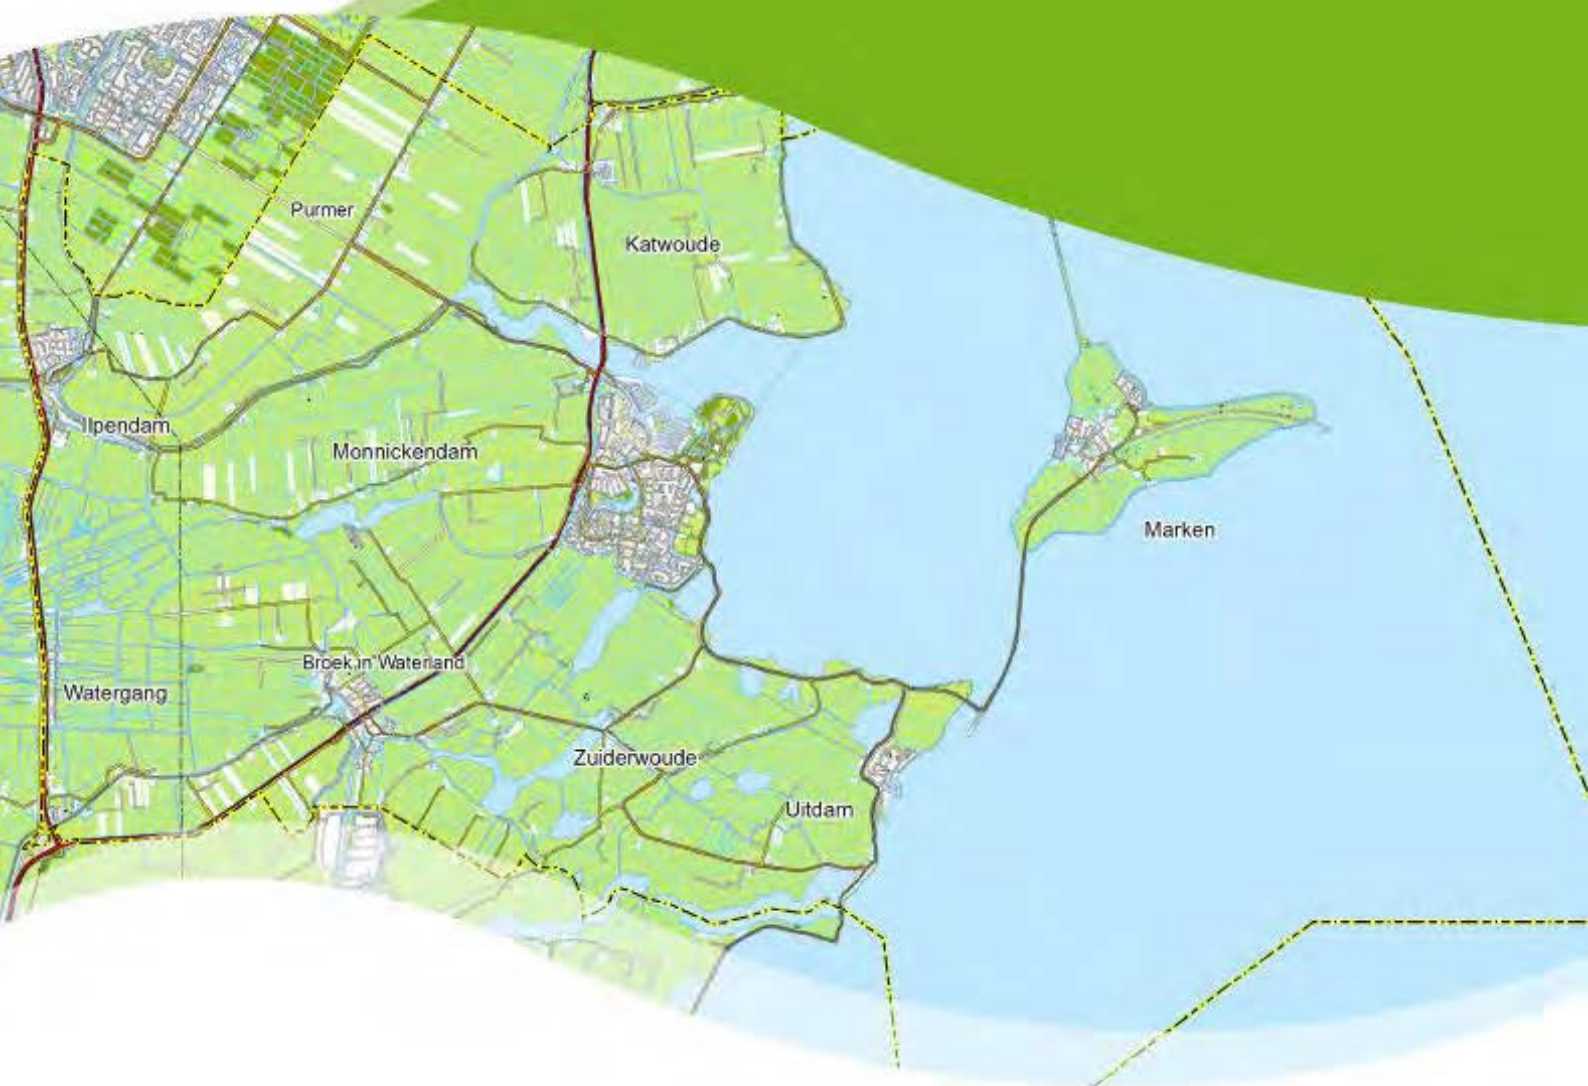 Purmer
Katwoude
Ilpendam
Monnickendam
Marken
Broek in Waterland
Watergang
Zuiderwoude
Uitdam